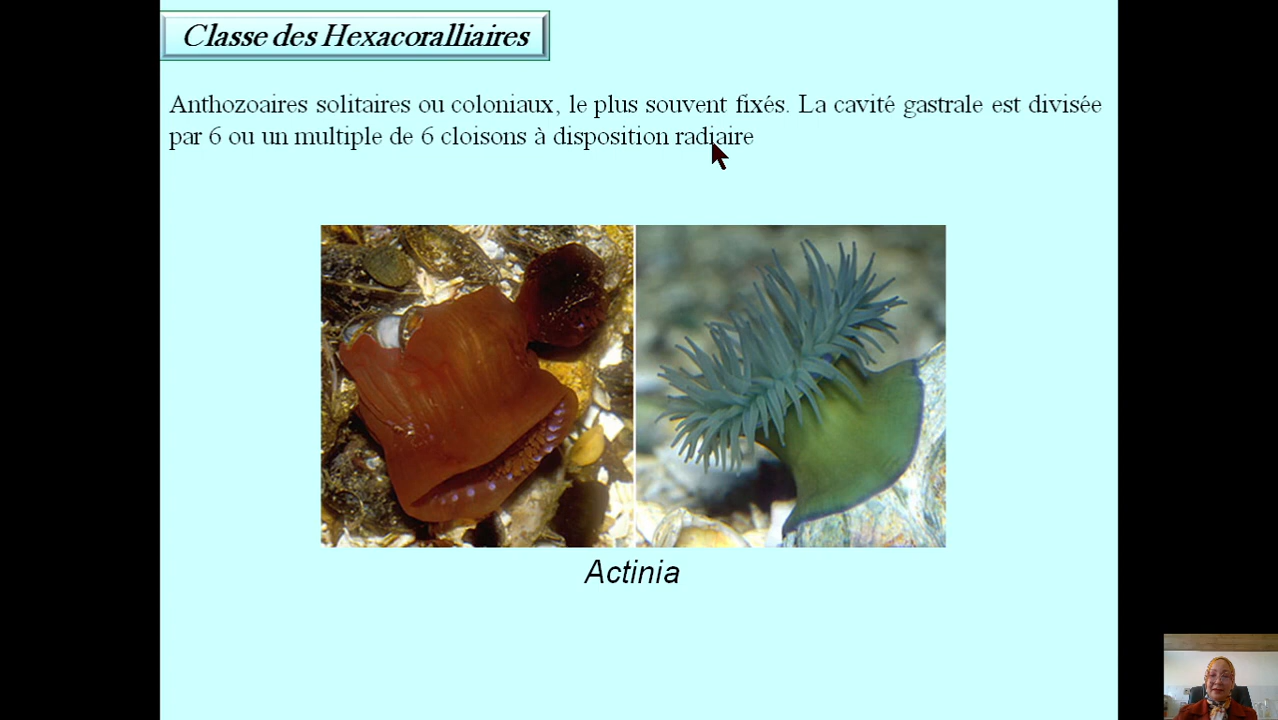 Classe des Hexacoralliaires
Anthozoaires solitaires ou coloniaux, le plus souvent fixés. La cavité gastrale est divisée
par 6 ou un multiple de 6 cloisons à disposition radiaire
Actinia